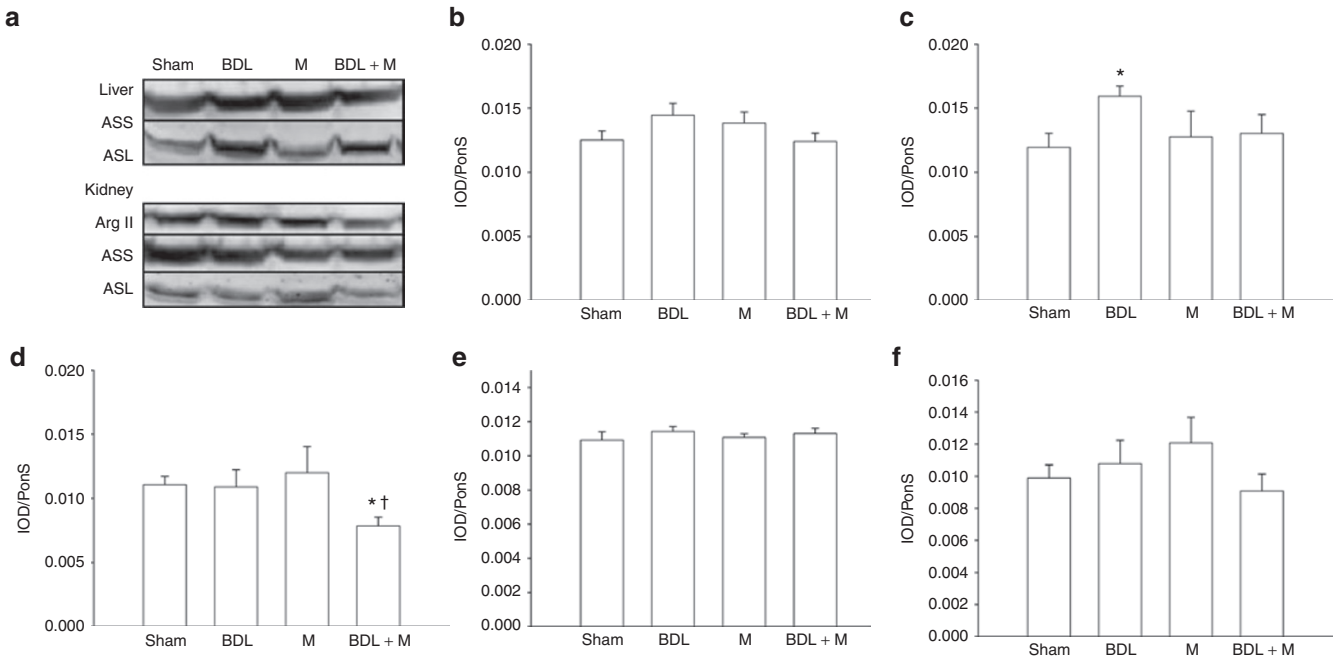 a
Sham BDL M BDL + M
Liver
ASS
ASL
Kidney
Arg II
ASS
ASL
b
IOD/PonS
0.020
0.015
0.010
0.005
0.000
Sham BDL M BDL + M
c
IOD/PonS
0.020
0.015
0.010
0.005
0.000
*
Sham BDL M BDL + M
d
IOD/PonS
0.020
0.015
0.010
0.005
0.000
* †
Sham BDL M BDL + M
e
IOD/PonS
0.014
0.012
0.010
0.008
0.006
0.004
0.002
0.000
Sham BDL M BDL + M
f
IOD/PonS
0.016
0.014
0.012
0.010
0.008
0.006
0.004
0.002
0.000
Sham BDL M BDL + M